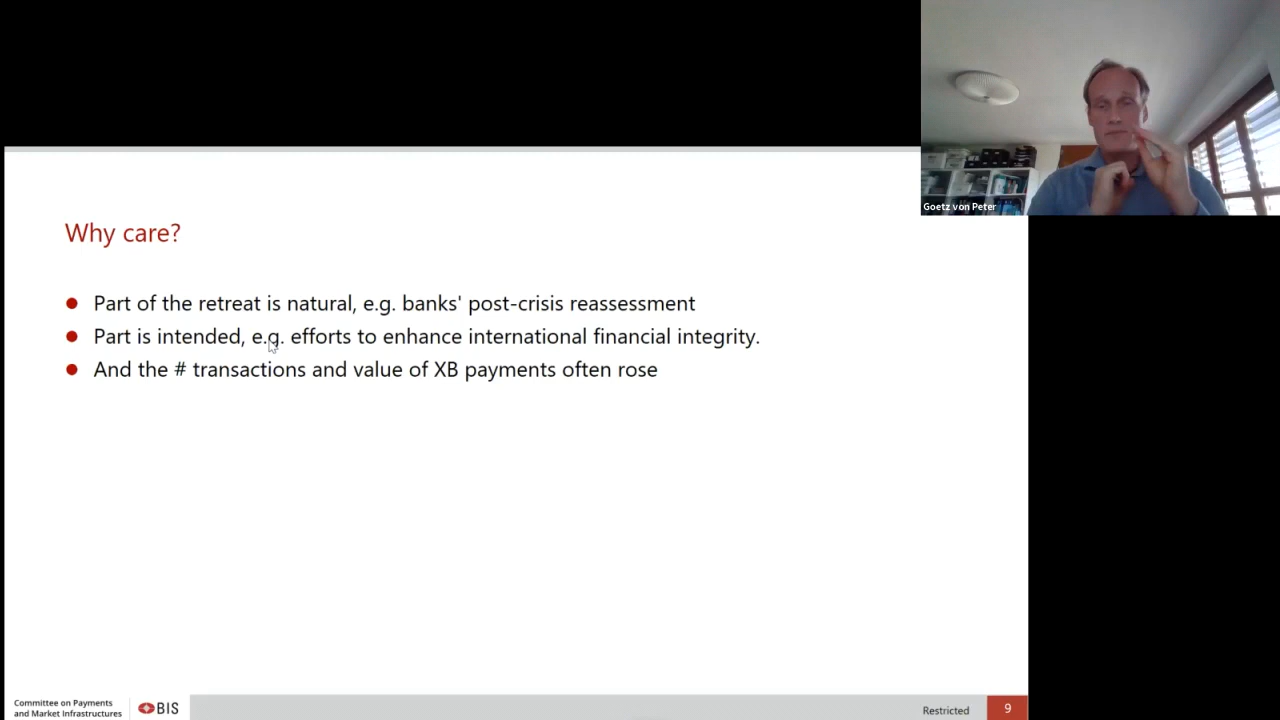 Goetz von Peter
Why care?
Part of the retreat is natural, e.g. banks' post-crisis reassessment
Part is intended, e.g. efforts to enhance international financial integrity.
And the # transactions and value of XB payments often rose
Committee on Payments
and Market Infrastructures
BIS
Restricted
9